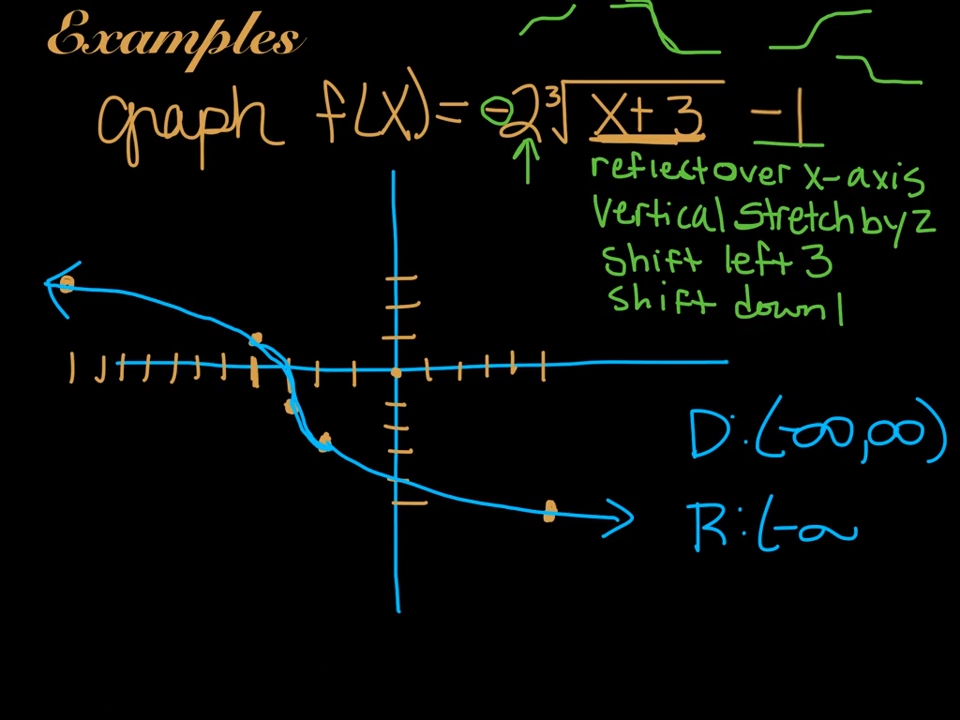 Examples
graph f(x) = -2∛(x+3) -1
reflect over x-axis
Vertical Stretch by 2
Shift left 3
Shift down 1
D:(-∞,∞)
R:(-∞